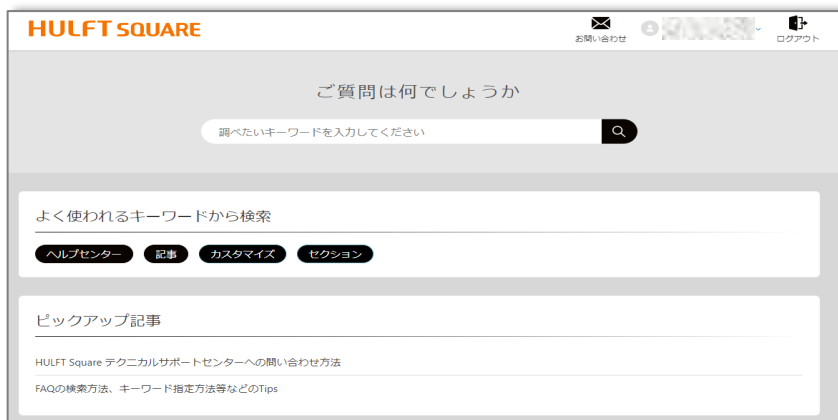 HULFT SQUARE
お問い合わせ
ログアウト
ご質問は何でしょうか
調べたいキーワードを入力してください
よく使われるキーワードから検索
ヘルプセンター 記事 カスタマイズ セクション
ピックアップ記事
HULFT Square テクニカルサポートセンターへの問い合わせ方法
FAQの検索方法、キーワード指定方法等などのTips